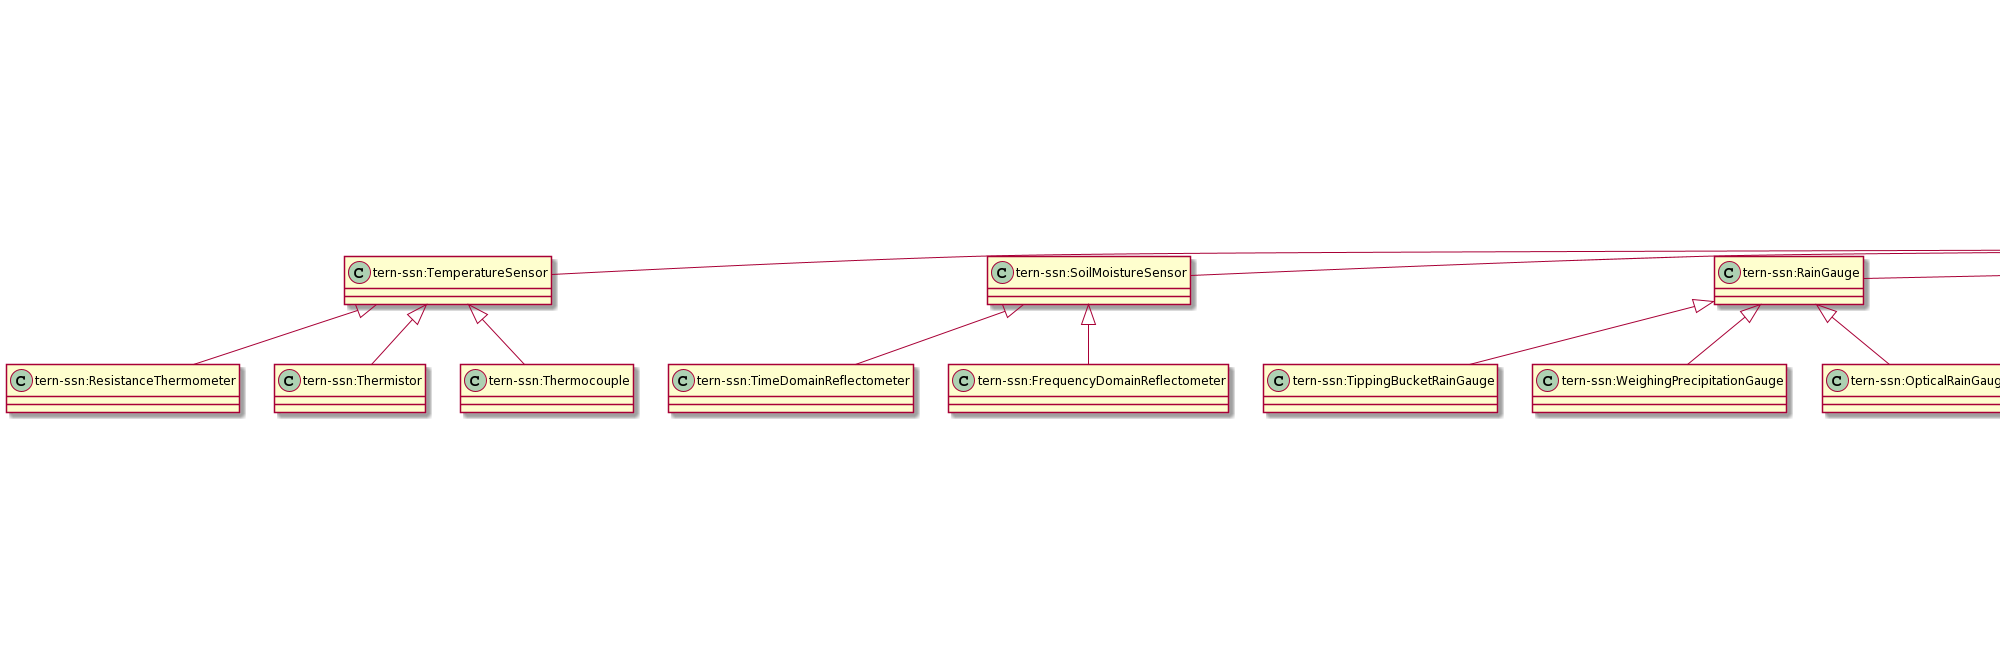 C tern-ssn:TemperatureSensor
C tern-ssn:SoilMoistureSensor
C tern-ssn:RainGauge
C tern-ssn:ResistanceThermometer
C tern-ssn:Thermistor
C tern-ssn:Thermocouple
C tern-ssn:TimeDomainReflectometer
C tern-ssn:FrequencyDomainReflectometer
C tern-ssn:TippingBucketRainGauge
C tern-ssn:WeighingPrecipitationGauge
C tern-ssn:OpticalRainGaug